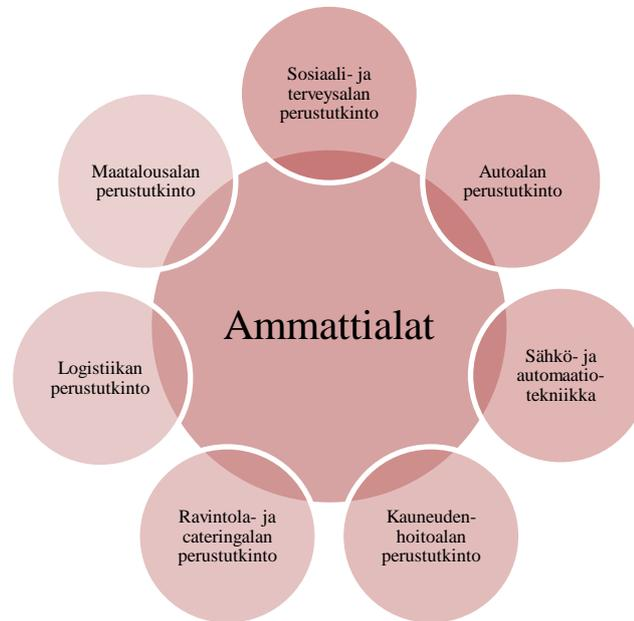 Sosiaali- ja
terveysalan
perustutkinto
Autoalan
perustutkinto
Sähkö- ja
automaatio-
tekniikka
Kauneuden-
hoitoalan
perustutkinto
Ravintola- ja
cateringalan
perustutkinto
Logistiikan
perustutkinto
Maatalousalan
perustutkinto
Ammattialat